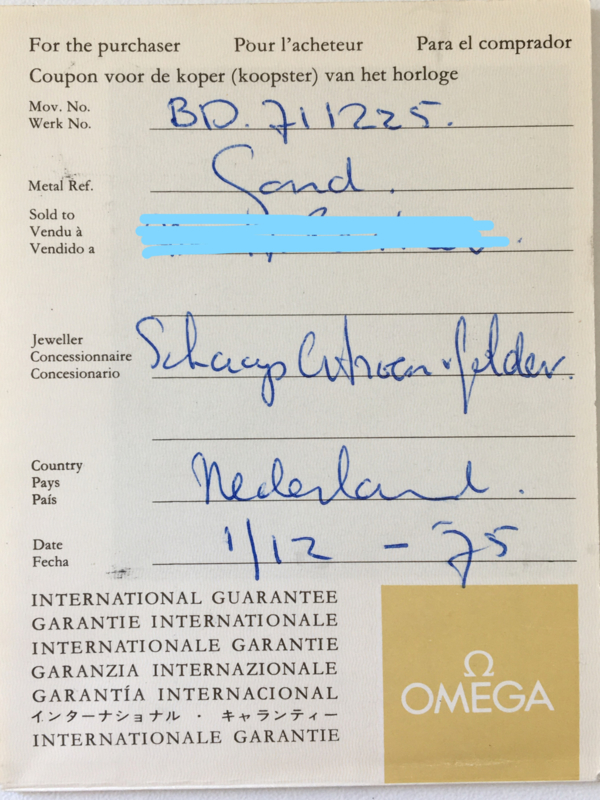 For the purchaser Pour l'acheteur Para el comprador
Coupon voor de koper (koopster) van het horloge
Mov. No.
Werk No. BD. 711225.
Metal Ref. Goud.
Sold to
Vendu à
Vendido a
Jeweller
Concessionnaire Schaap Citroen
Concesionario
Country
Pays Nederland.
País
Date 1/12 - 75
Fecha
INTERNATIONAL GUARANTEE
GARANTIE INTERNATIONALE
INTERNATIONALE GARANTIE
GARANZIA INTERNAZIONALE
GARANTÍA INTERNACIONAL
インターナショナル ・ ギャランティー
INTERNATIONALE GARANTIE
Ω
OMEGA